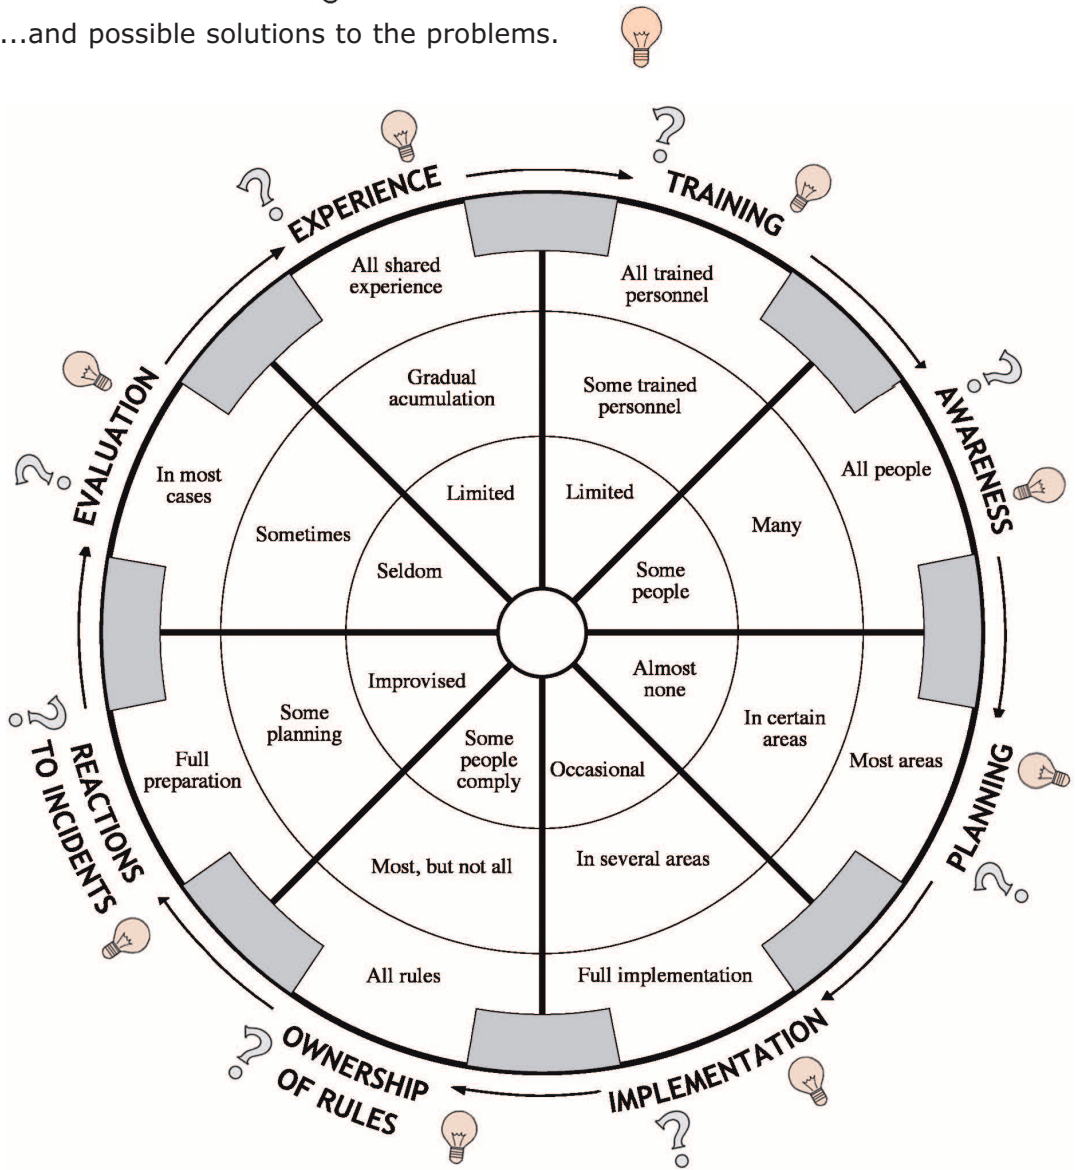 ...and possible solutions to the problems.
EXPERIENCE
TRAINING
AWARENESS
PLANNING
IMPLEMENTATION
OWNERSHIP
OF RULES
REACTIONS
TO INCIDENTS
EVALUATION
All shared
experience
Gradual
acumulation
Limited
All trained
personnel
Some trained
personnel
Limited
All people
Many
Some
people
Most areas
In certain
areas
Almost
none
Full implementation
In several areas
Occasional
All rules
Most, but not all
Some
people
comply
Full
preparation
Some
planning
Improvised
In most
cases
Sometimes
Seldom